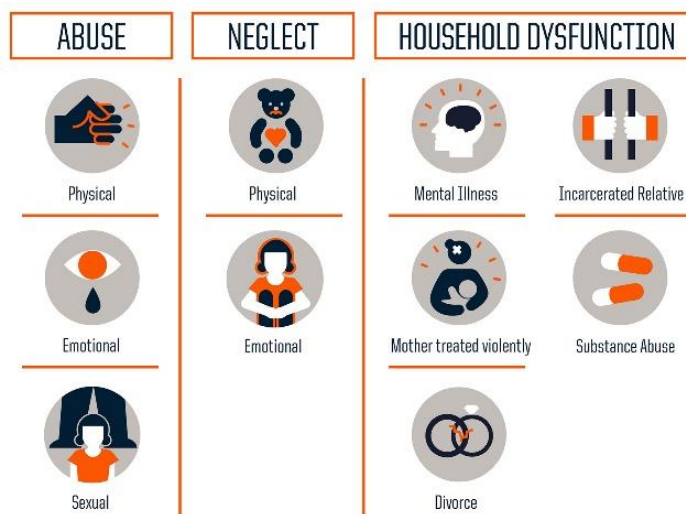 ABUSE
NEGLECT
HOUSEHOLD DYSFUNCTION
Physical
Physical
Mental Illness
Incarcerated Relative
Emotional
Emotional
Mother treated violently
Substance Abuse
Sexual
Divorce